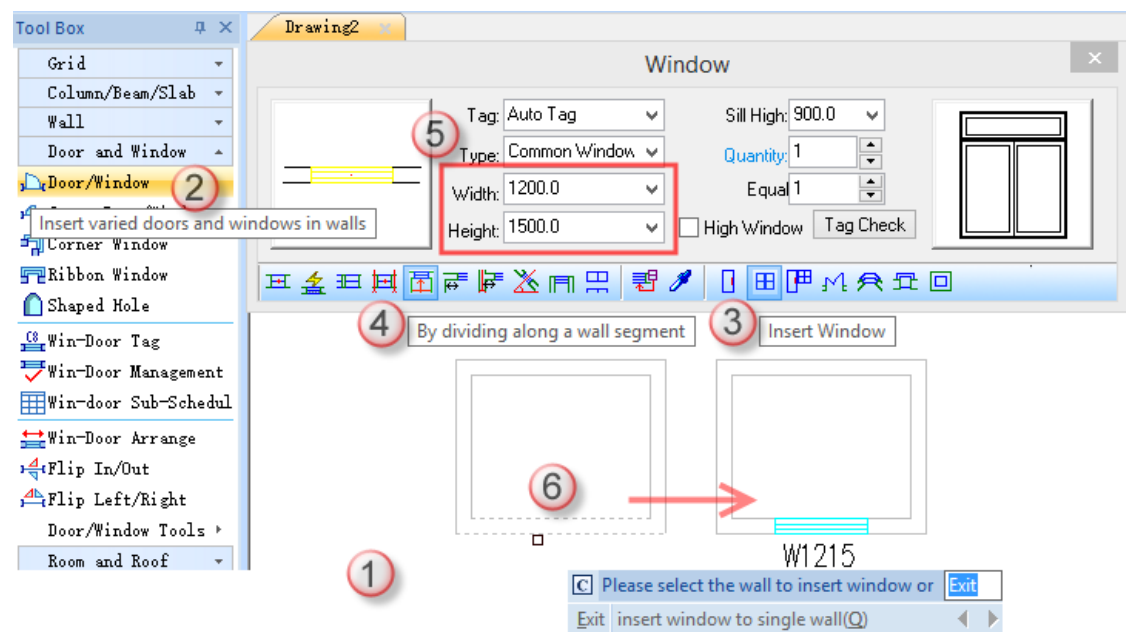 Tool Box
Grid
Column/Beam/Slab
Wall
Door and Window
Door/Window
2
Insert varied doors and windows in walls
Corner Window
Ribbon Window
Shaped Hole
Win-Door Tag
Win-Door Management
Win-door Sub-Schedul
Win-Door Arrange
Flip In/Out
Flip Left/Right
Door/Window Tools
Room and Roof
Drawing2
Window
5
Tag: Auto Tag
Type: Common Window
Width: 1200.0
Height: 1500.0
Sill High: 900.0
Quantity: 1
Equal 1
High Window
Tag Check
4
By dividing along a wall segment
3
Insert Window
6
1
W1215
C Please select the wall to insert window or Exit
Exit insert window to single wall(Q)